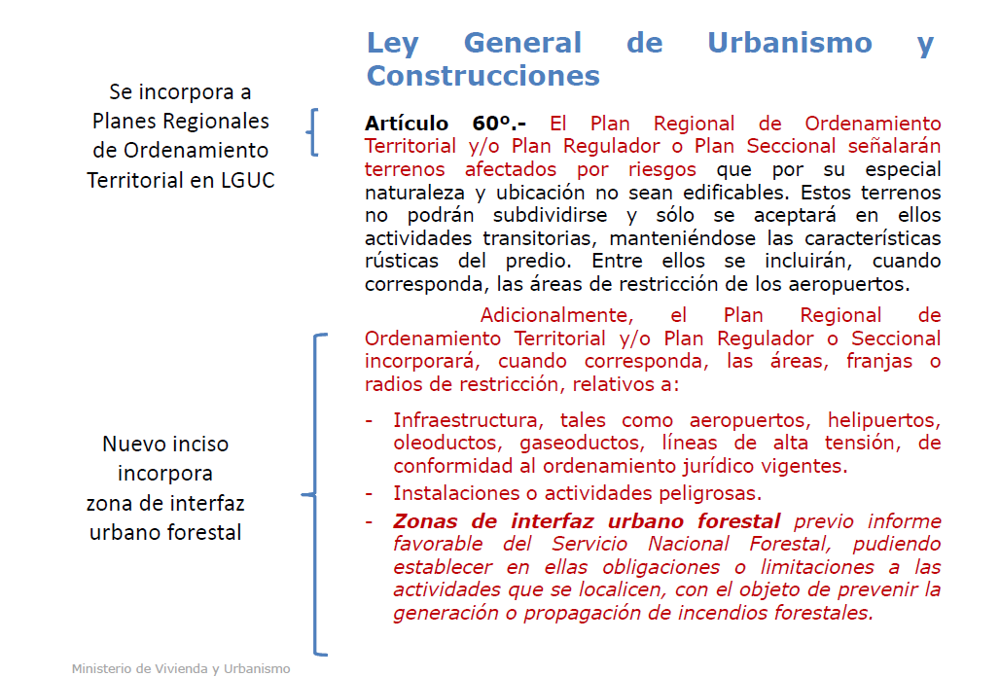 Ley General de Urbanismo y
Construcciones
Se incorpora a
Planes Regionales
de Ordenamiento
Territorial en LGUC
Artículo 60º.- El Plan Regional de Ordenamiento
Territorial y/o Plan Regulador o Plan Seccional señalarán
terrenos afectados por riesgos que por su especial
naturaleza y ubicación no sean edificables. Estos terrenos
no podrán subdividirse y sólo se aceptará en ellos
actividades transitorias, manteniéndose las características
rústicas del predio. Entre ellos se incluirán, cuando
corresponda, las áreas de restricción de los aeropuertos.
Adicionalmente, el Plan Regional de
Ordenamiento Territorial y/o Plan Regulador o Seccional
incorporará, cuando corresponda, las áreas, franjas o
radios de restricción, relativos a:
- Infraestructura, tales como aeropuertos, helipuertos,
oleoductos, gaseoductos, líneas de alta tensión, de
conformidad al ordenamiento jurídico vigentes.
- Instalaciones o actividades peligrosas.
- Zonas de interfaz urbano forestal previo informe
favorable del Servicio Nacional Forestal, pudiendo
establecer en ellas obligaciones o limitaciones a las
actividades que se localicen, con el objeto de prevenir la
generación o propagación de incendios forestales.
Nuevo inciso
incorpora
zona de interfaz
urbano forestal
Ministerio de Vivienda y Urbanismo